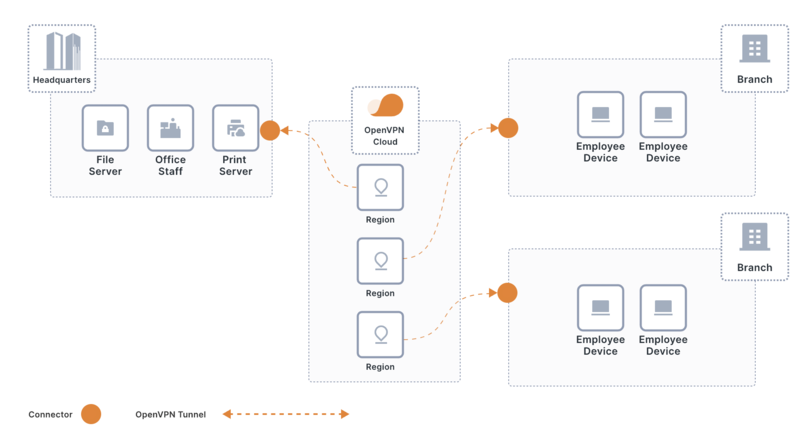 Headquarters
File
Server
Office
Staff
Print
Server
OpenVPN
Cloud
Region
Region
Region
Branch
Employee
Device
Employee
Device
Branch
Employee
Device
Employee
Device
Connector
OpenVPN Tunnel